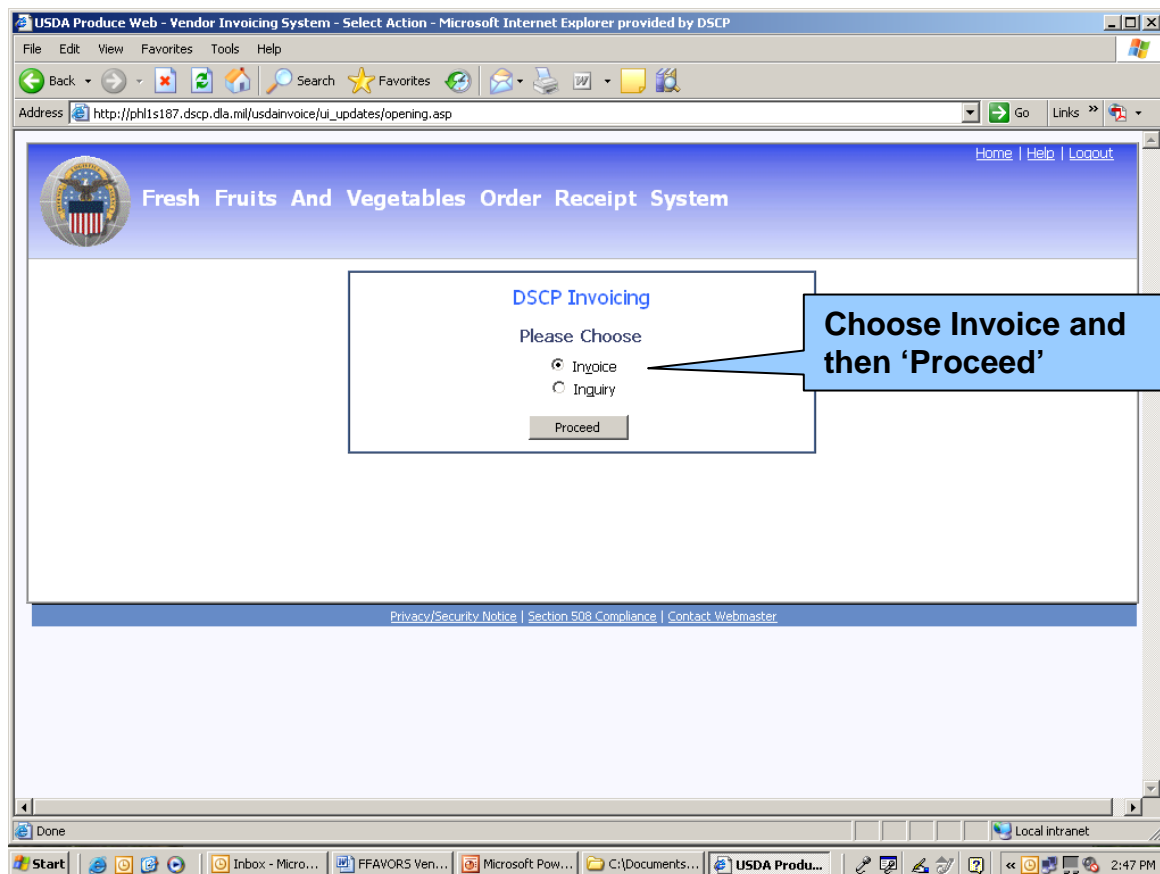 USDA Produce Web - Vendor Invoicing System - Select Action - Microsoft Internet Explorer provided by DSCP
File Edit View Favorites Tools Help
Back Search Favorites
Address http://phl1s187.dscp.dla.mil/usdainvoice/ui_updates/opening.asp Go Links »
Home | Help | Logout
Fresh Fruits And Vegetables Order Receipt System
DSCP Invoicing
Please Choose
Invoice
Inquiry
Proceed
Choose Invoice and
then ‘Proceed’
Privacy/Security Notice | Section 508 Compliance | Contact Webmaster
Done Local intranet
Start Inbox - Micro... FFAVORS Ven... Microsoft Pow... C:\Documents... USDA Produ... « 2:47 PM